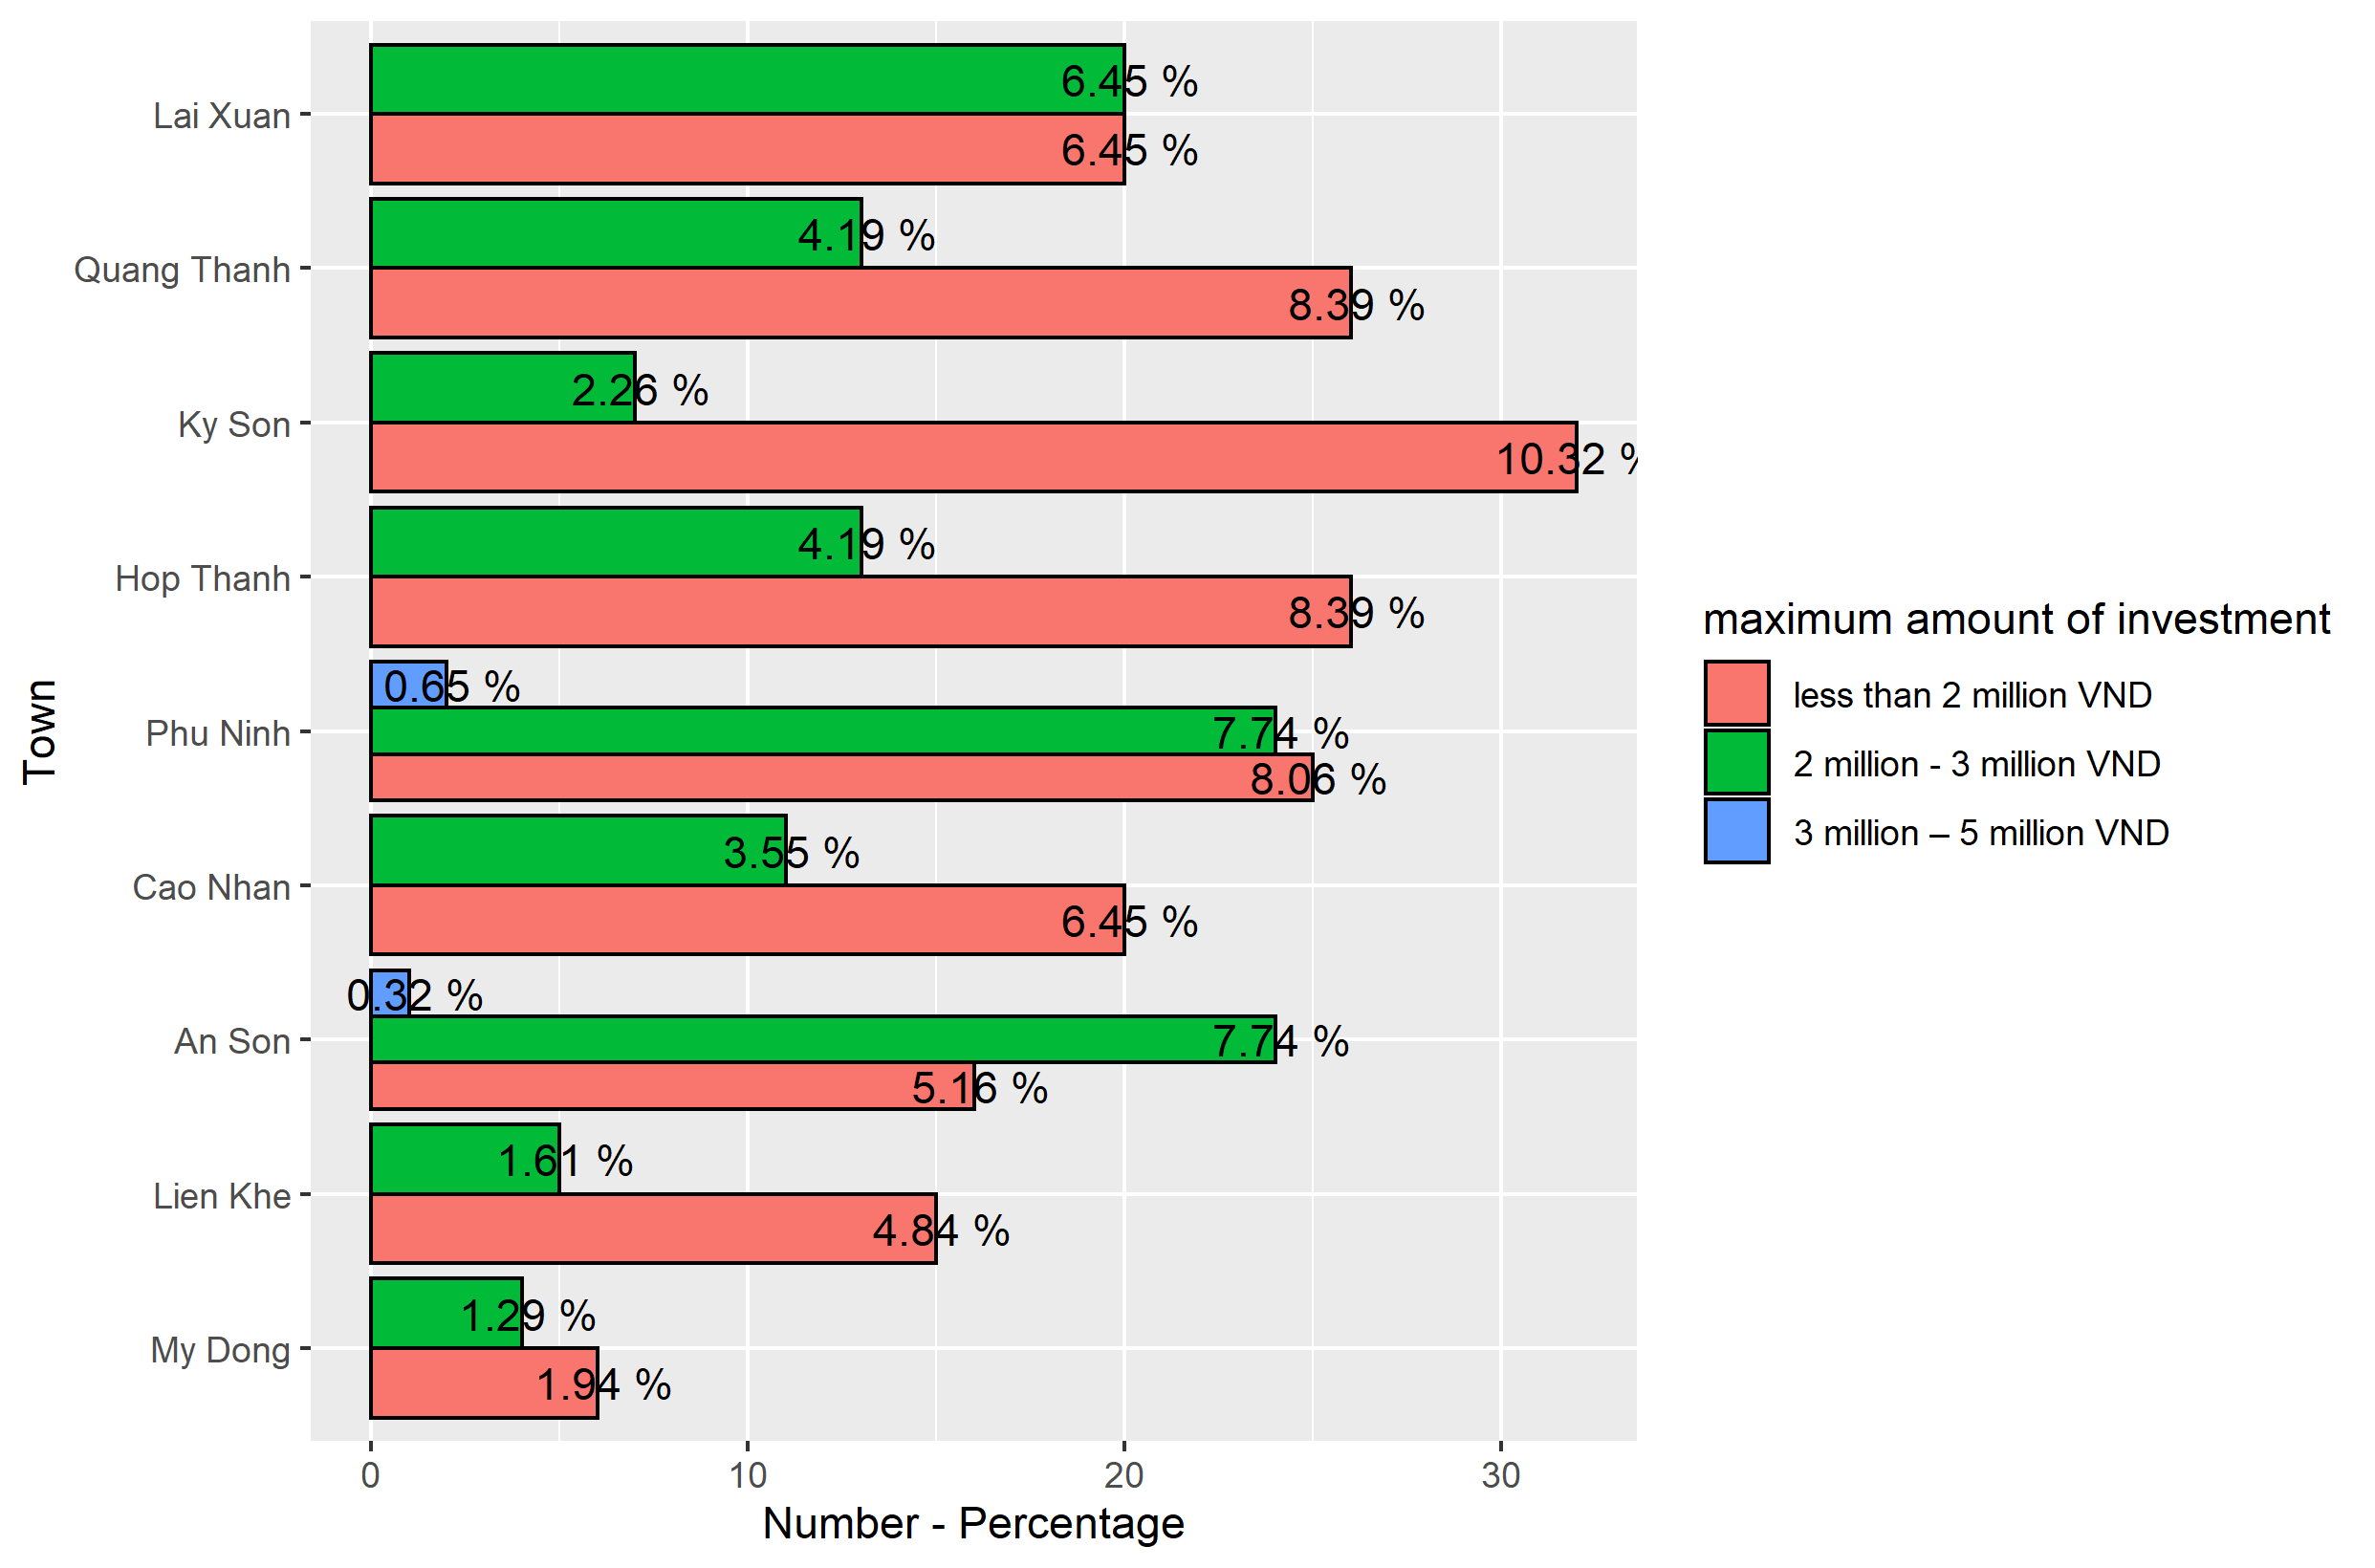 Lai Xuan
6.45 %
6.45 %
Quang Thanh
4.19 %
8.39 %
Ky Son
2.26 %
10.32 %
Hop Thanh
4.19 %
8.39 %
Phu Ninh
0.65 %
7.74 %
8.06 %
Cao Nhan
3.55 %
6.45 %
An Son
0.32 %
7.74 %
5.16 %
Lien Khe
1.61 %
4.84 %
My Dong
1.29 %
1.94 %
Town
0 10 20 30
Number - Percentage
maximum amount of investment
less than 2 million VND
2 million - 3 million VND
3 million – 5 million VND